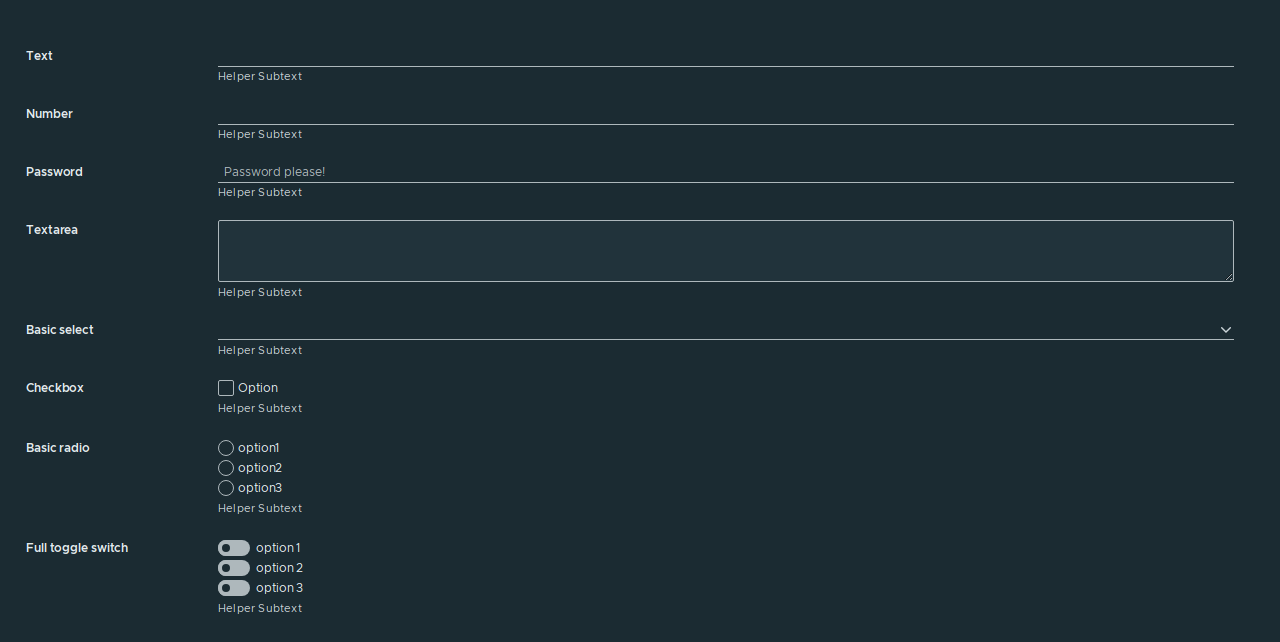 Text
Helper Subtext
Number
Helper Subtext
Password
Password please!
Helper Subtext
Textarea
Helper Subtext
Basic select
Helper Subtext
Checkbox
Option
Helper Subtext
Basic radio
option1
option2
option3
Helper Subtext
Full toggle switch
option 1
option 2
option 3
Helper Subtext